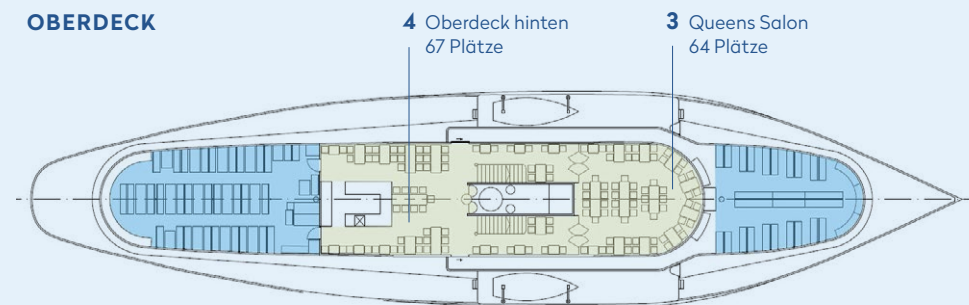 OBERDECK
4 Oberdeck hinten
67 Plätze
3 Queens Salon
64 Plätze